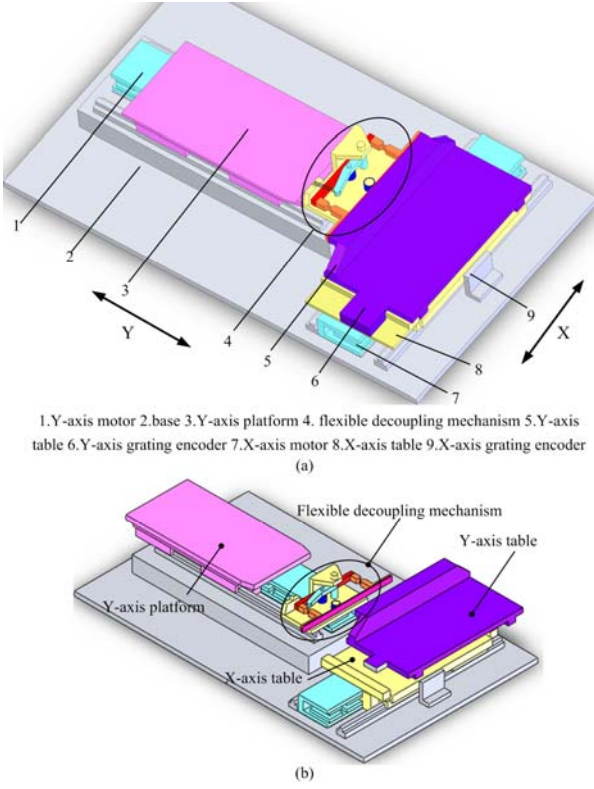 1
2
3
Y
4
5
6
7
8
9
X
1.Y-axis motor 2.base 3.Y-axis platform 4. flexible decoupling mechanism 5.Y-axis
table 6.Y-axis grating encoder 7.X-axis motor 8.X-axis table 9.X-axis grating encoder
(a)
Flexible decoupling mechanism
Y-axis table
Y-axis platform
X-axis table
(b)